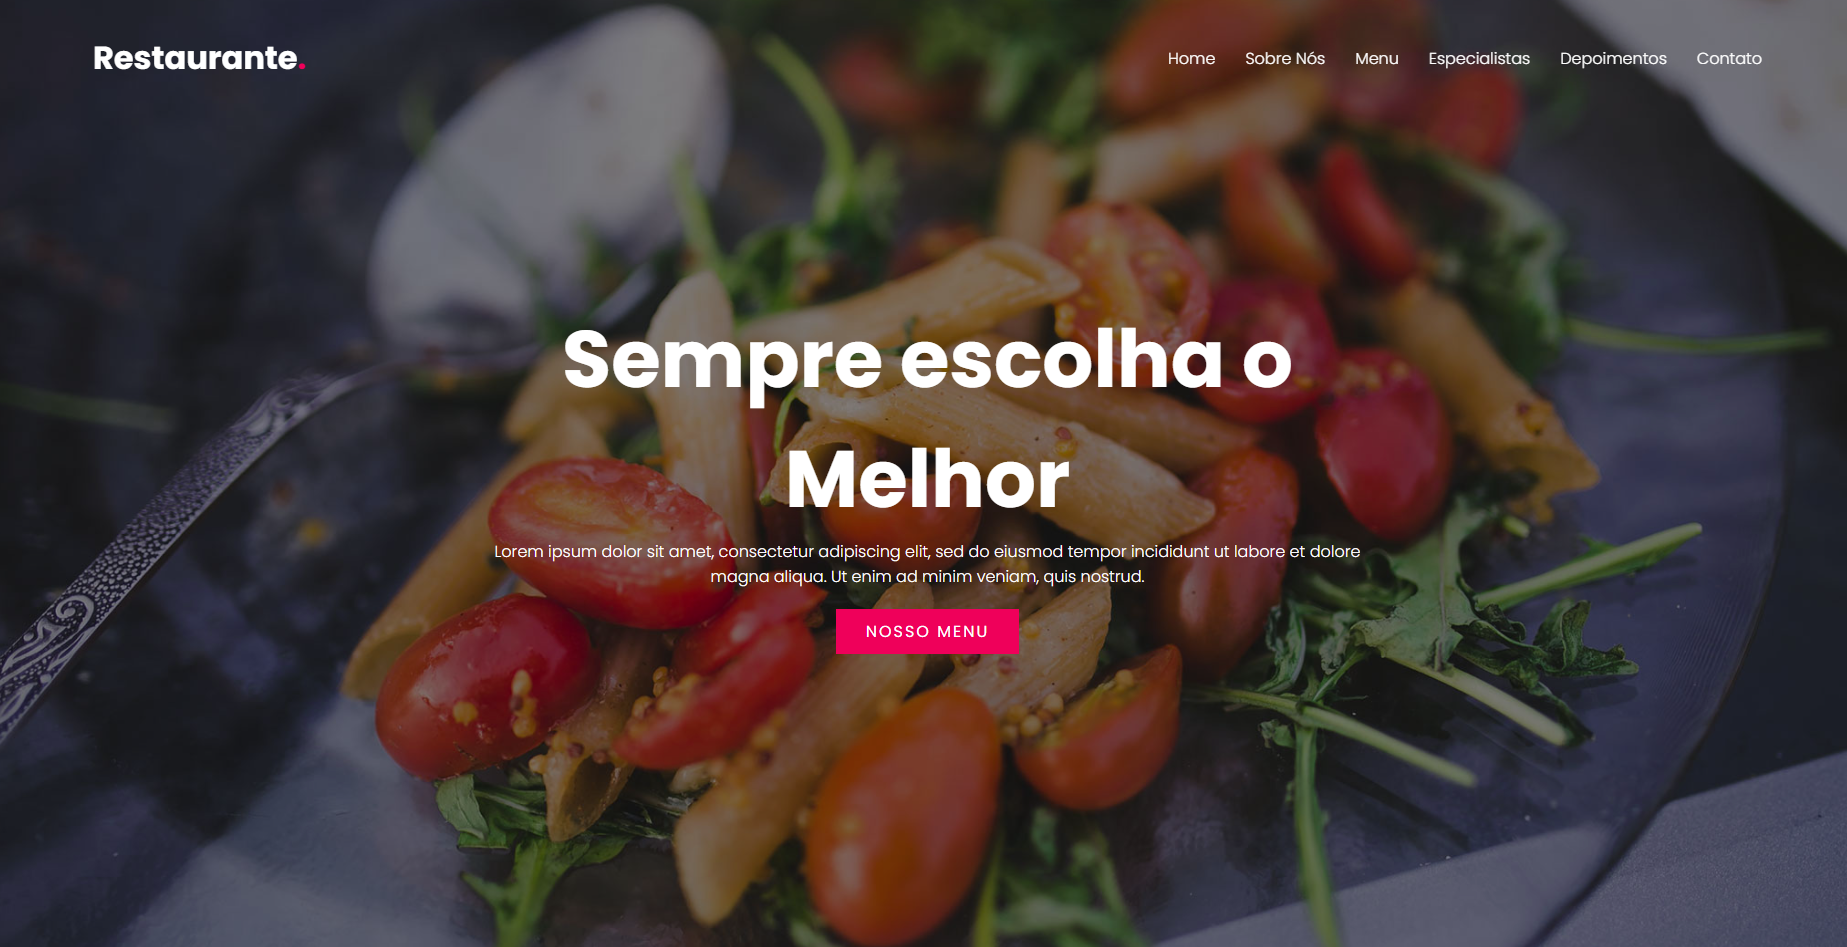 Restaurante.
Home Sobre Nós Menu Especialistas Depoimentos Contato
Sempre escolha o
Melhor
Lorem ipsum dolor sit amet, consectetur adipiscing elit, sed do eiusmod tempor incididunt ut labore et dolore
magna aliqua. Ut enim ad minim veniam, quis nostrud.
NOSSO MENU